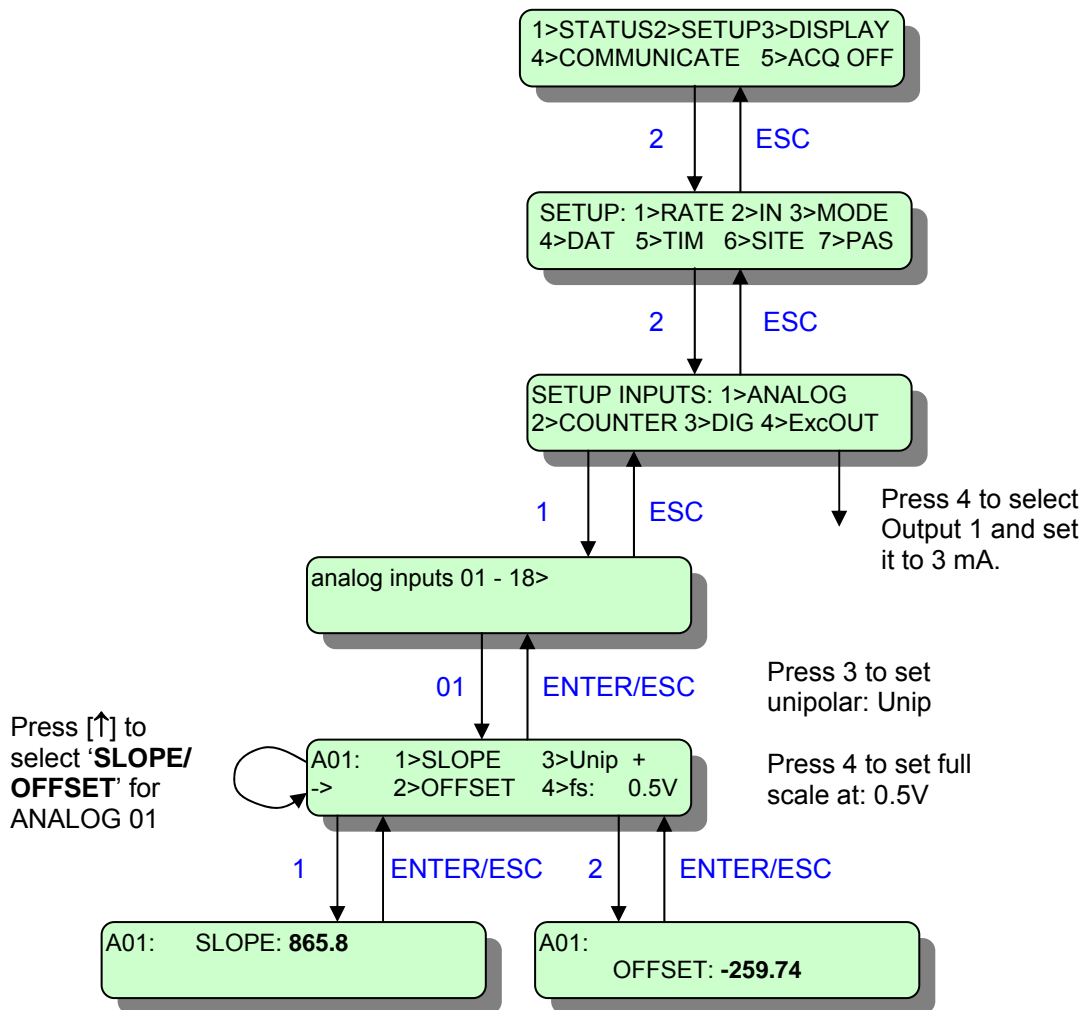 1>STATUS2>SETUP3>DISPLAY
4>COMMUNICATE 5>ACQ OFF
2
ESC
SETUP: 1>RATE 2>IN 3>MODE
4>DAT 5>TIM 6>SITE 7>PAS
2
ESC
SETUP INPUTS: 1>ANALOG
2>COUNTER 3>DIG 4>ExcOUT
1
ESC
Press 4 to select
Output 1 and set
it to 3 mA.
analog inputs 01 - 18>
01
ENTER/ESC
Press 3 to set
unipolar: Unip
Press 4 to set full
scale at: 0.5V
Press [↑] to
select ‘SLOPE/
OFFSET’ for
ANALOG 01
A01: 1>SLOPE 3>Unip +
-> 2>OFFSET 4>fs: 0.5V
1
ENTER/ESC
2
ENTER/ESC
A01: SLOPE: 865.8
A01:
OFFSET: -259.74